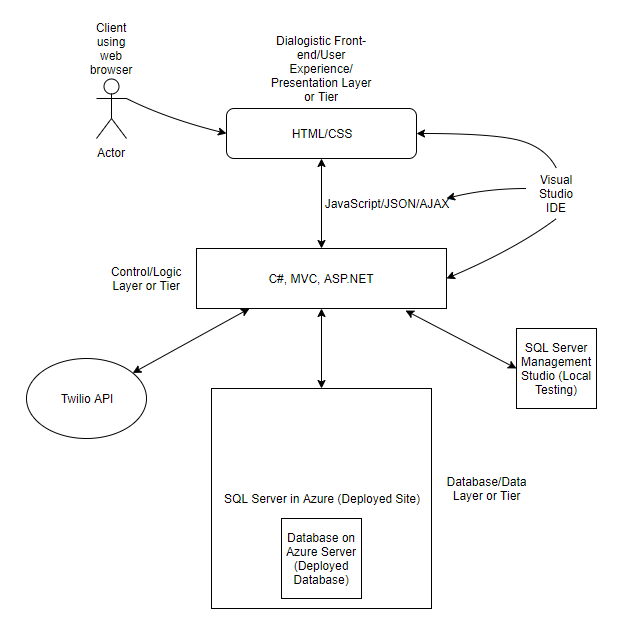 Client
using
web
browser
Actor
Dialogistic Front-
end/User
Experience/
Presentation Layer
or Tier
HTML/CSS
JavaScript/JSON/AJAX
Visual
Studio
IDE
Control/Logic
Layer or Tier
C#, MVC, ASP.NET
Twilio API
SQL Server
Management
Studio (Local
Testing)
SQL Server in Azure (Deployed Site)
Database on
Azure Server
(Deployed
Database)
Database/Data
Layer or Tier